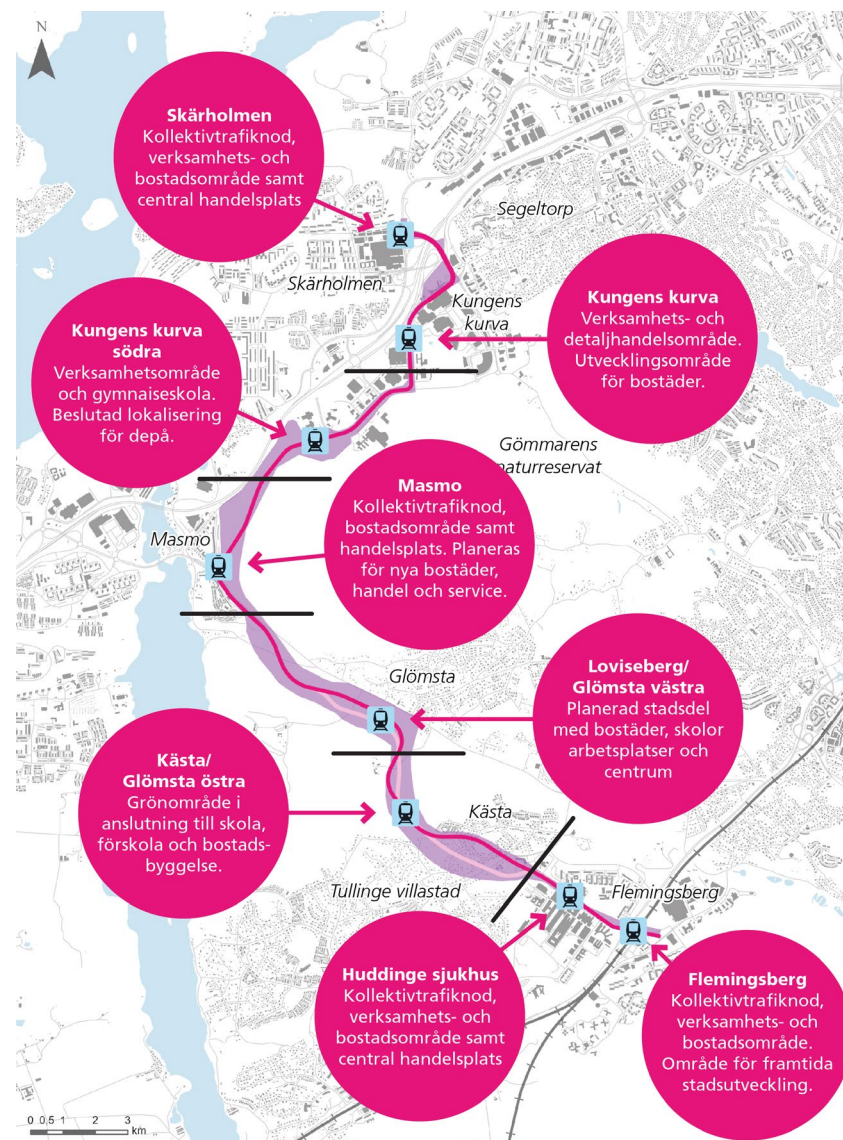 N
Skärholmen
Kollektivtrafiknod,
verksamhets- och
bostadsområde samt
central handelsplats
Segeltorp
Skärholmen
Kungens
kurva
Kungens kurva
Verksamhets- och
detaljhandelsområde.
Utvecklingsområde
för bostäder.
Kungens kurva
södra
Verksamhetsområde
och gymnaiseskola.
Beslutad lokalisering
för depå.
Gömmarens
naturreservat
Masmo
Kollektivtrafiknod,
bostadsområde samt
handelsplats. Planeras
för nya bostäder,
handel och service.
Masmo
Glömsta
Loviseberg/
Glömsta västra
Planerad stadsdel
med bostäder, skolor
arbetsplatser och
centrum
Kästa/
Glömsta östra
Grönområde i
anslutning till skola,
förskola och bostads-
byggelse.
Kästa
Tullinge villastad
Flemingsberg
Huddinge sjukhus
Kollektivtrafiknod,
verksamhets- och
bostadsområde samt
central handelsplats
Flemingsberg
Kollektivtrafiknod,
verksamhets- och
bostadsområde.
Område för framtida
stadsutveckling.
0 0,5 1 2 3
km